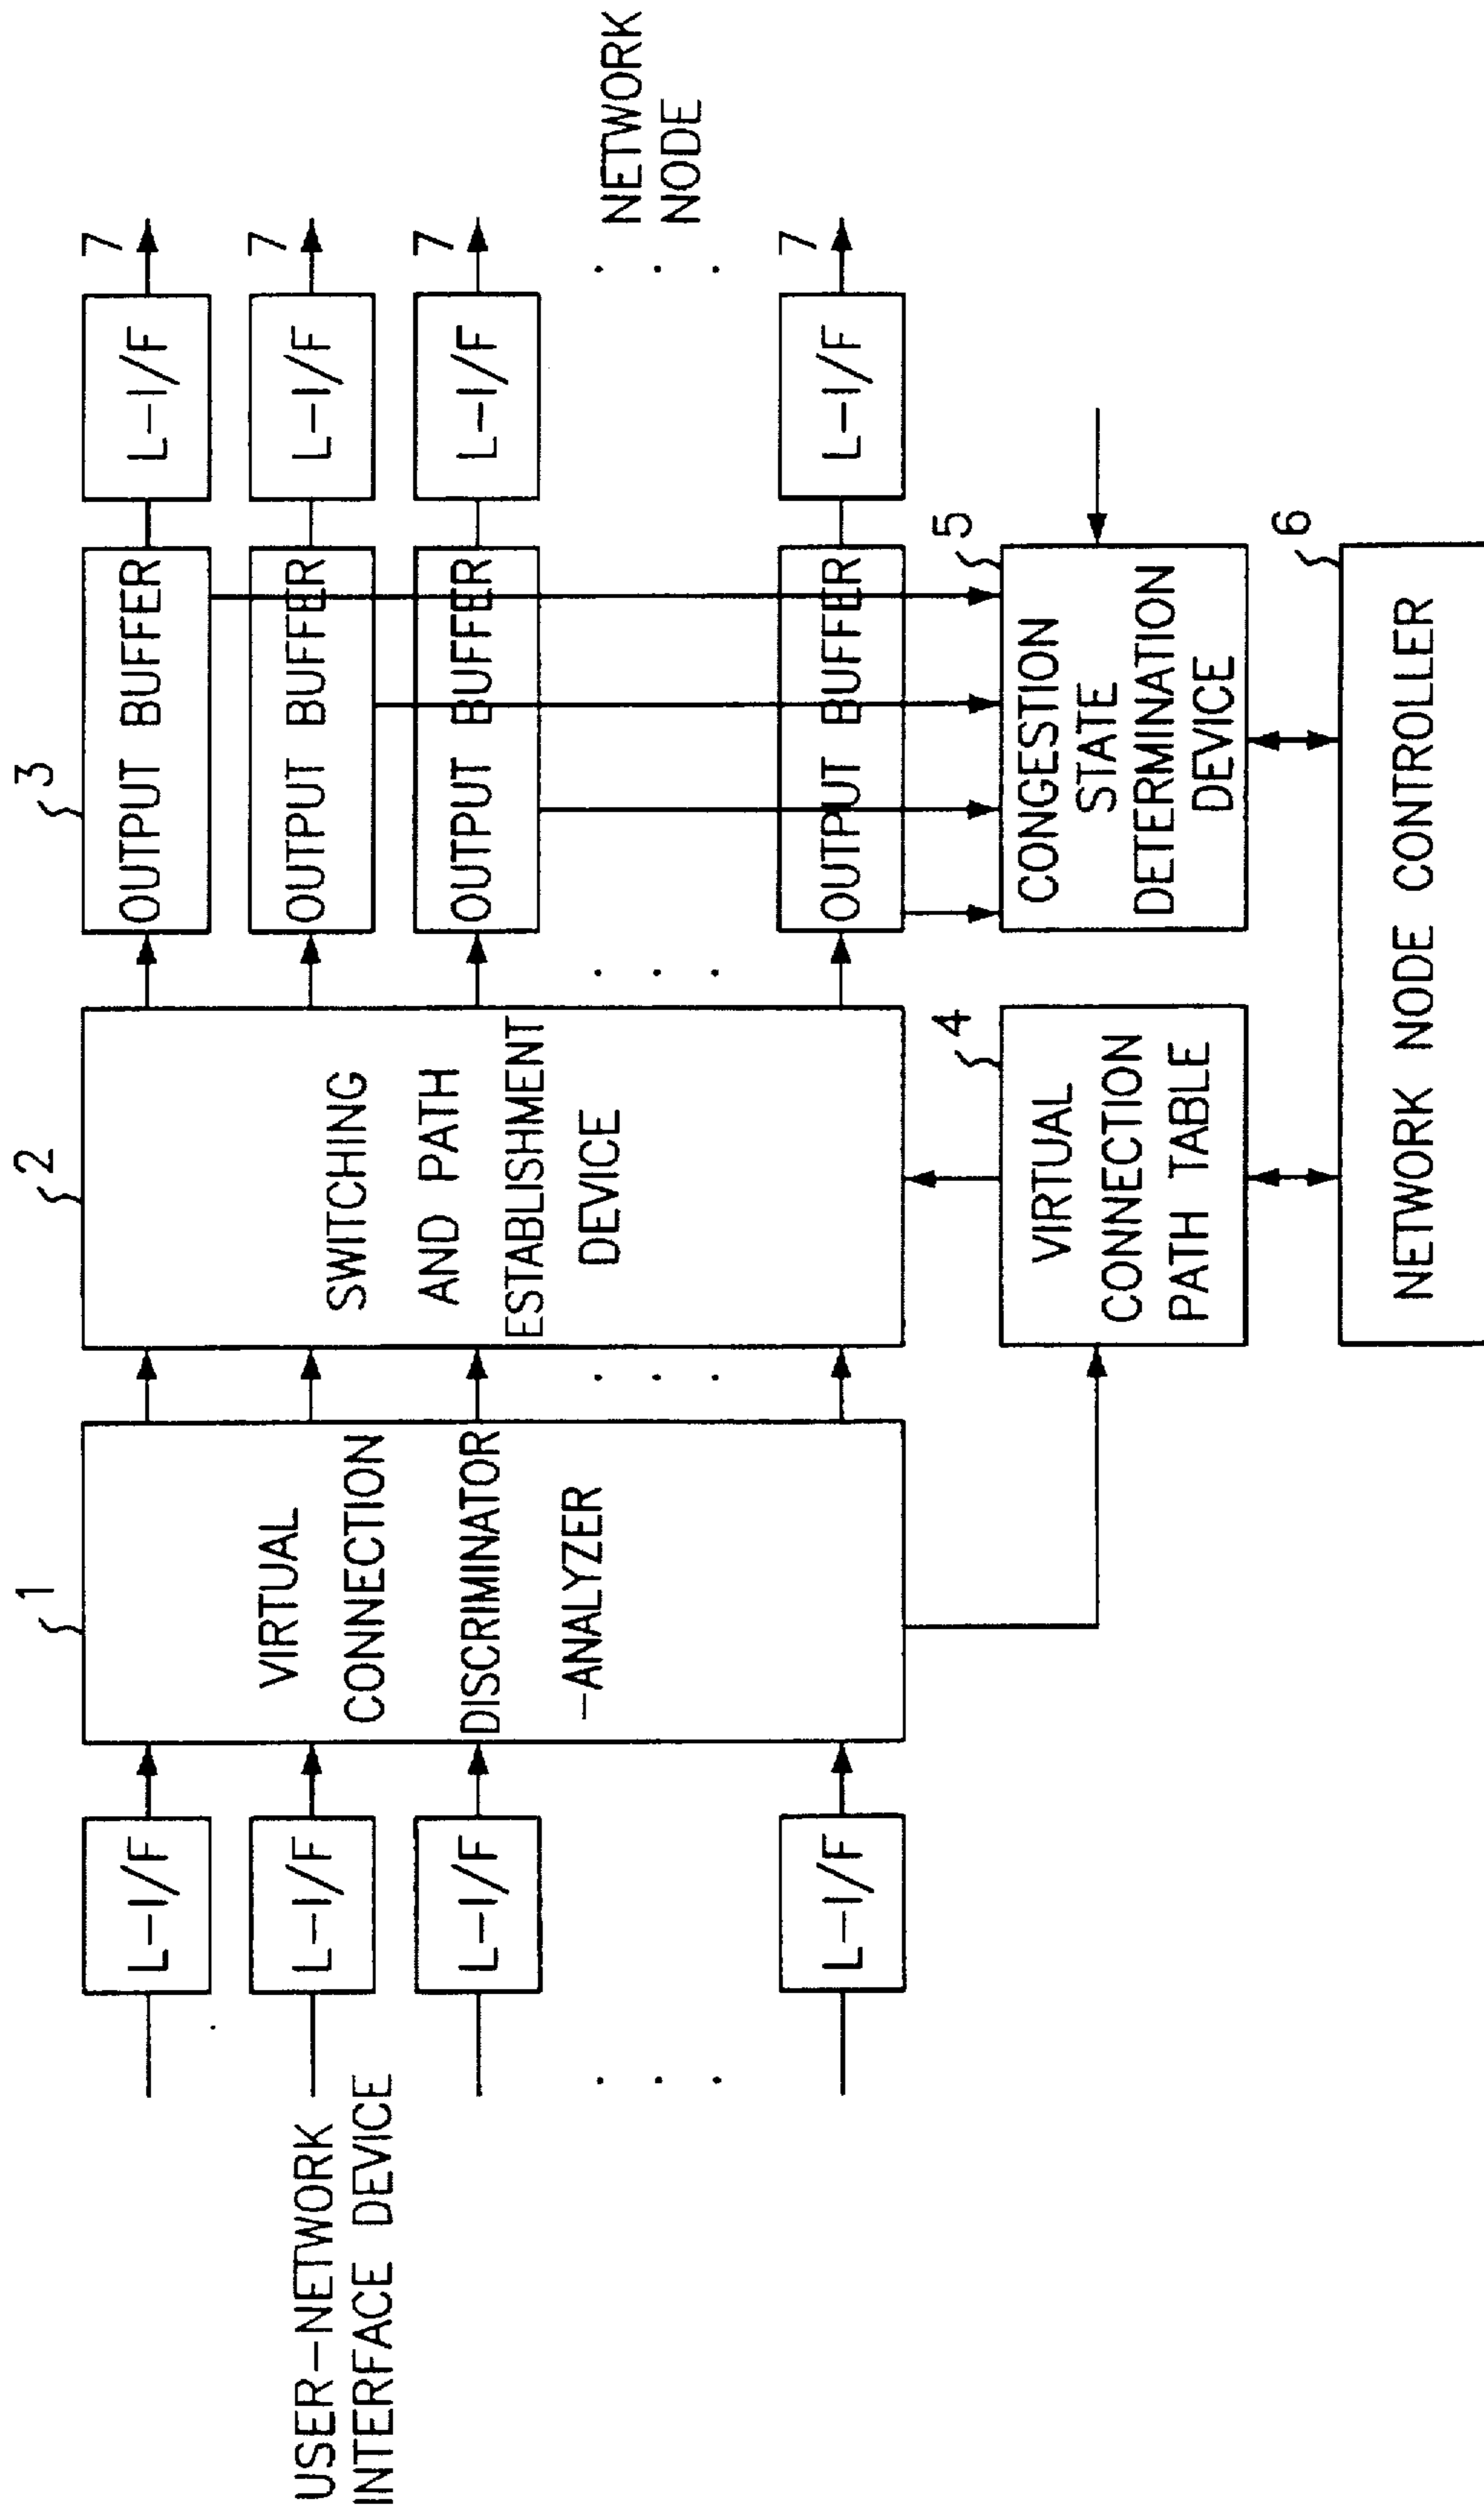 USER-NETWORK
INTERFACE DEVICE
L-I/F
L-I/F
L-I/F
L-I/F
1
VIRTUAL
CONNECTION
DISCRIMINATOR
-ANALYZER
2
SWITCHING
AND PATH
ESTABLISHMENT
DEVICE
3
OUTPUT BUFFER
OUTPUT BUFFER
OUTPUT BUFFER
OUTPUT BUFFER
L-I/F
L-I/F
L-I/F
L-I/F
7
7
7
7
NETWORK
NODE
4
VIRTUAL
CONNECTION
PATH TABLE
5
CONGESTION
STATE
DETERMINATION
DEVICE
6
NETWORK NODE CONTROLLER